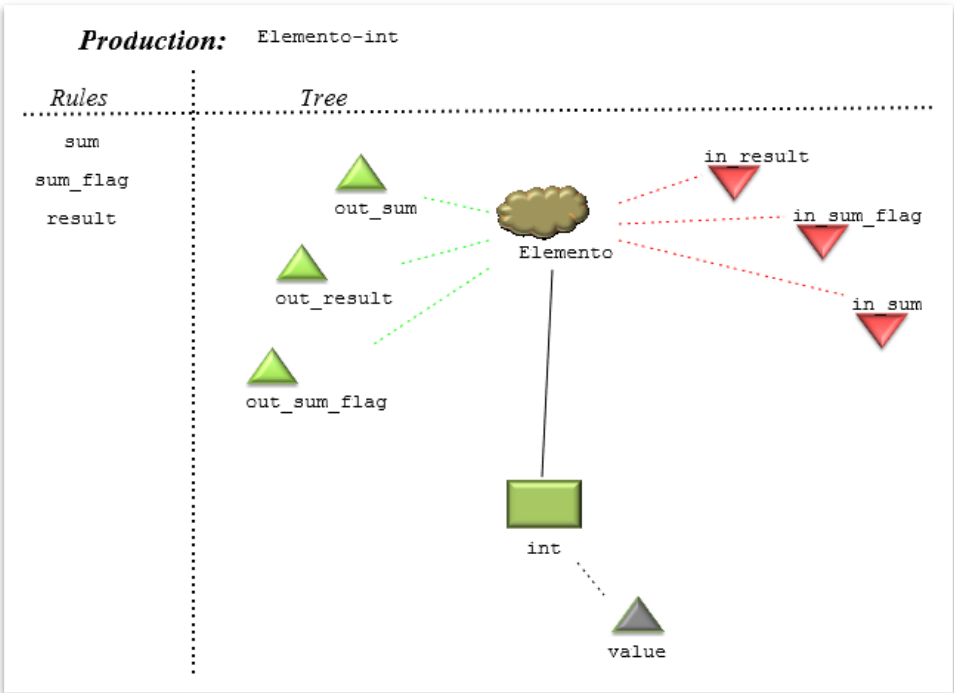 Production: Elemento-int
Rules
Tree
sum
sum_flag
result
out_sum
out_result
out_sum_flag
Elemento
in_result
in_sum_flag
in_sum
int
value